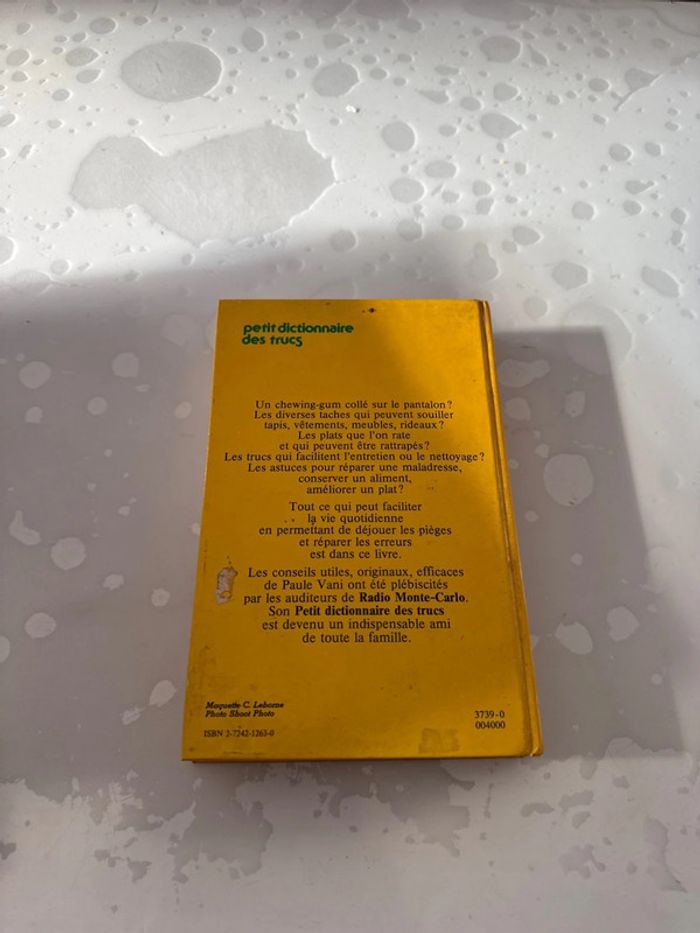 petit dictionnaire
des trucs
Un chewing-gum collé sur le pantalon?
Les diverses taches qui peuvent souiller
tapis, vêtements, meubles, rideaux?
Les plats que l'on rate
et qui peuvent être rattrapés?
Les trucs qui facilitent l'entretien ou le nettoyage?
Les astuces pour réparer une maladresse,
conserver un aliment,
améliorer un plat?
Tout ce qui peut faciliter
la vie quotidienne
en permettant de déjouer les pièges
et réparer les erreurs
est dans ce livre.
Les conseils utiles, originaux, efficaces
de Paule Vani ont été plébiscités
par les auditeurs de Radio Monte-Carlo.
Son Petit dictionnaire des trucs
est devenu un indispensable ami
de toute la famille.
Maquette C. Leborne
Photo Shoot Photo
ISBN 2-7242-1263-0
3739-0
004000